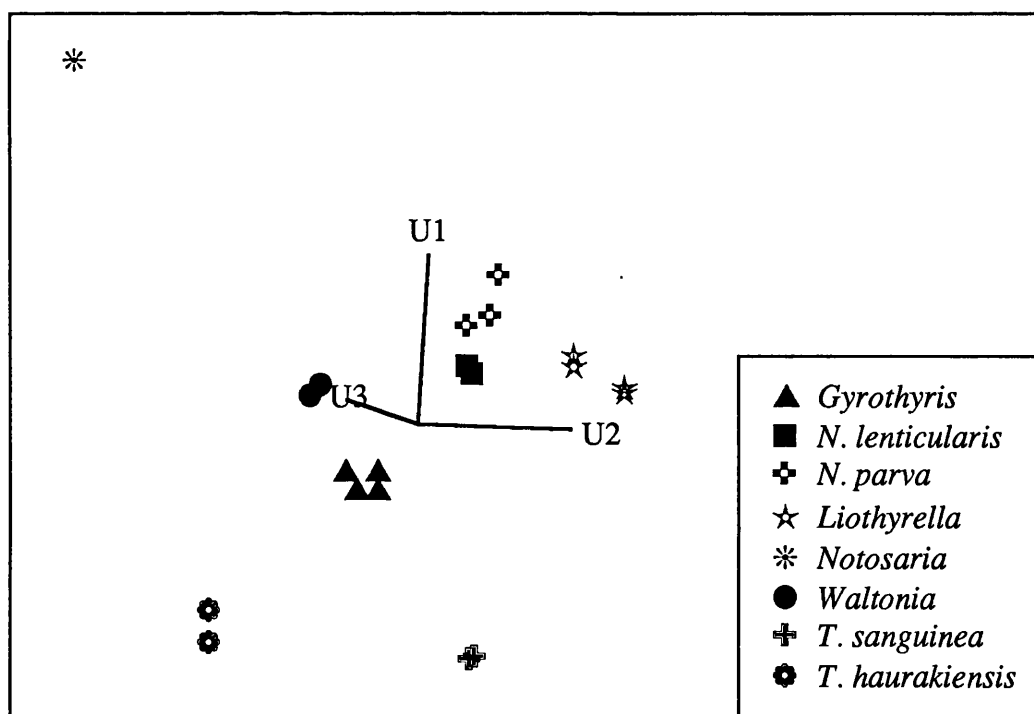 U1
U3
U2
Gyrothyris
N. lenticularis
N. parva
Liothyrella
Notosaria
Waltonia
T. sanguinea
T. haurakiensis